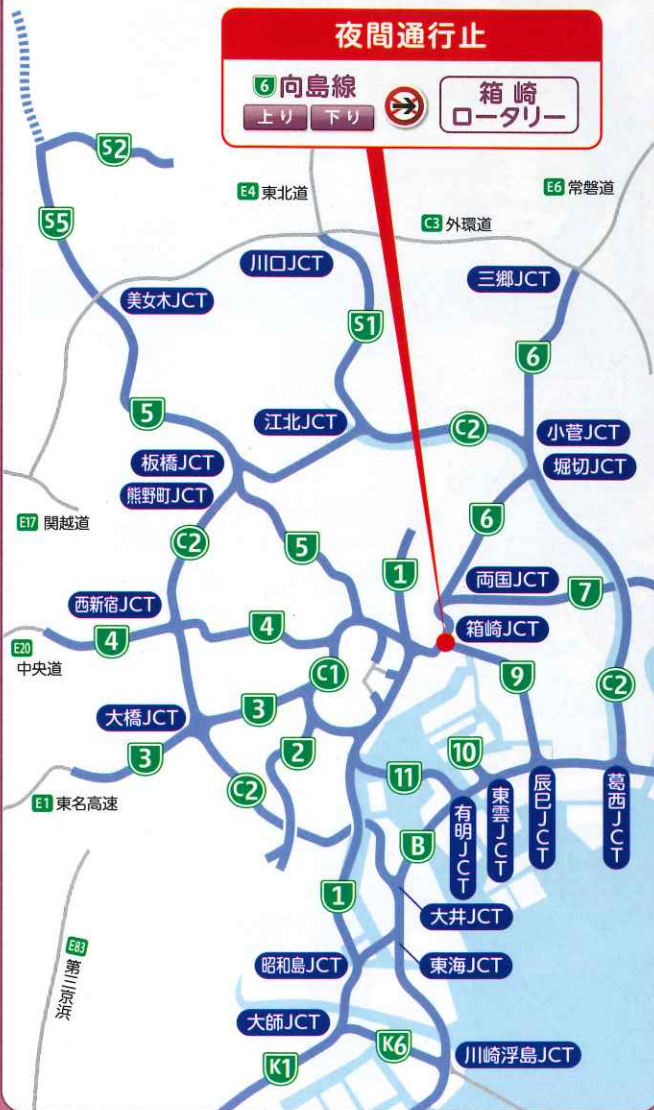 夜間通行止
6 向島線
上り 下り
箱崎
ロータリー
S2
E4 東北道
E6 常磐道
C3 外環道
S5
川口JCT
三郷JCT
美女木JCT
S1
6
5
江北JCT
C2
小菅JCT
板橋JCT
堀切JCT
熊野町JCT
E17 関越道
C2
5
6
1
両国JCT
7
西新宿JCT
箱崎JCT
4
4
E20
中央道
C1
9
C2
大橋JCT
3
3
2
10
11
C2
E1 東名高速
有明JCT
東雲JCT
辰巳JCT
葛西JCT
B
1
大井JCT
E83
第三京浜
昭和島JCT
東海JCT
大師JCT
K6
川崎浮島JCT
K1